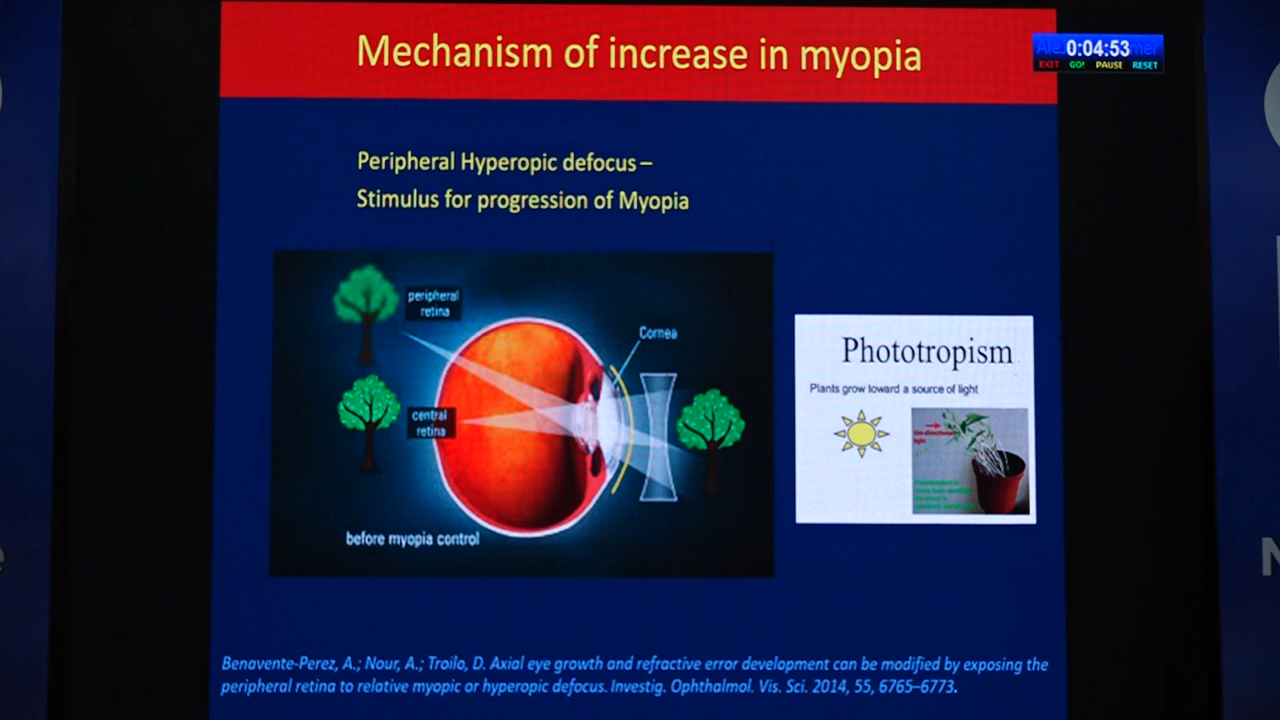 Mechanism of increase in myopia
0:04:53
EXIT GO! PAUSE RESET
Peripheral Hyperopic defocus –
Stimulus for progression of Myopia
peripheral
retina
Cornea
central
retina
before myopia control
Phototropism
Plants grow toward a source of light
light
Benavente-Perez, A.; Nour, A.; Troilo, D. Axial eye growth and refractive error development can be modified by exposing the
peripheral retina to relative myopic or hyperopic defocus. Investig. Ophthalmol. Vis. Sci. 2014, 55, 6765–6773.